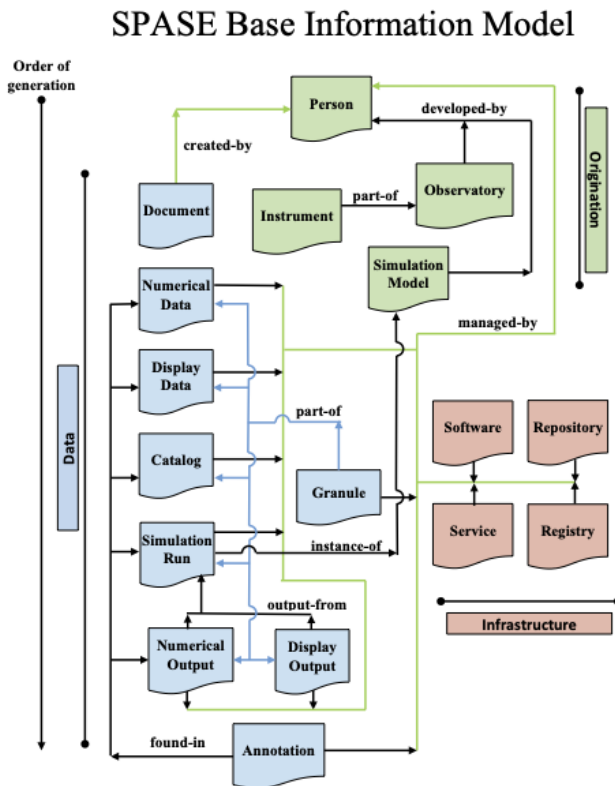 SPASE Base Information Model
Order of
generation
Person
developed-by
created-by
Origination
Document
Instrument
part-of
Observatory
Simulation
Model
Numerical
Data
managed-by
Display
Data
part-of
Software
Repository
Data
Catalog
Granule
Service
Registry
Simulation
Run
instance-of
output-from
Infrastructure
Numerical
Output
Display
Output
found-in
Annotation